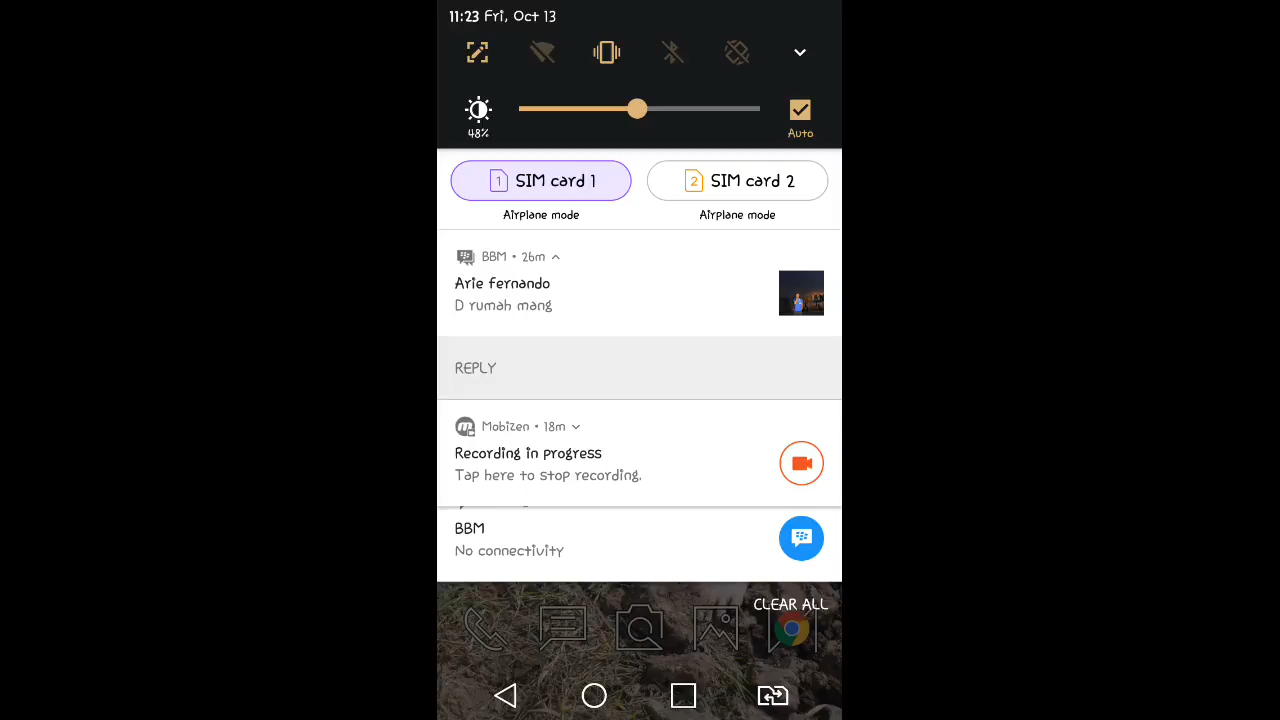 11:23 Fri, Oct 13
48%
Auto
1 SIM card 1
2 SIM card 2
Airplane mode
Airplane mode
BBM • 26m
Arie fernando
D rumah mang
REPLY
Mobizen • 18m
Recording in progress
Tap here to stop recording.
BBM
No connectivity
CLEAR ALL